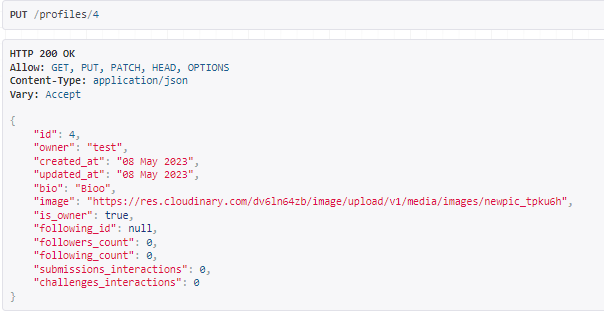 PUT /profiles/4
HTTP 200 OK
Allow: GET, PUT, PATCH, HEAD, OPTIONS
Content-Type: application/json
Vary: Accept
{
"id": 4,
"owner": "test",
"created_at": "08 May 2023",
"updated_at": "08 May 2023",
"bio": "Bioo",
"image": "https://res.cloudinary.com/dv6ln64zb/image/upload/v1/media/images/newpic_tpku6h",
"is_owner": true,
"following_id": null,
"followers_count": 0,
"following_count": 0,
"submissions_interactions": 0,
"challenges_interactions": 0
}